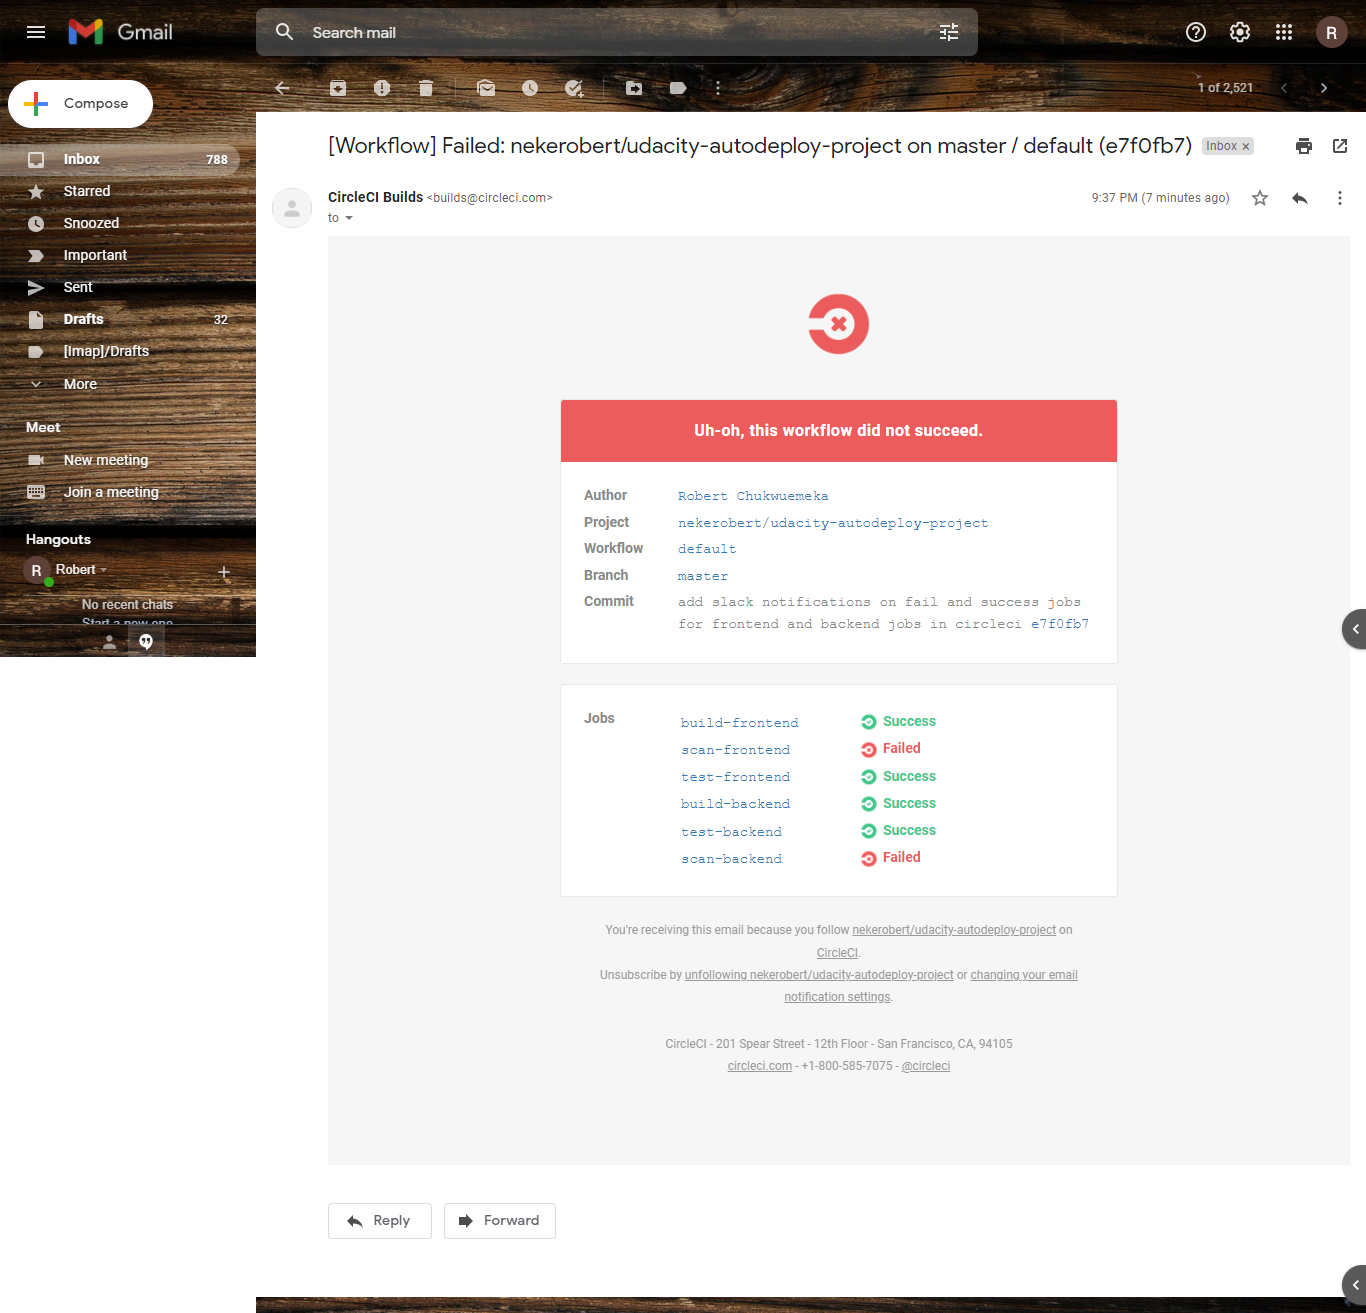 Gmail
Search mail
R
Compose
1 of 2,521
Inbox 788
Starred
Snoozed
Important
Sent
Drafts 32
[Imap]/Drafts
More
Meet
New meeting
Join a meeting
Hangouts
R Robert
No recent chats
Start a new one
[Workflow] Failed: nekerobert/udacity-autodeploy-project on master / default (e7f0fb7) Inbox x
CircleCI Builds <builds@circleci.com> 9:37 PM (7 minutes ago)
to
Uh-oh, this workflow did not succeed.
Author Robert Chukwuemeka
Project nekerobert/udacity-autodeploy-project
Workflow default
Branch master
Commit add slack notifications on fail and success jobs
for frontend and backend jobs in circleci e7f0fb7
Jobs build-frontend Success
scan-frontend Failed
test-frontend Success
build-backend Success
test-backend Success
scan-backend Failed
You're receiving this email because you follow nekerobert/udacity-autodeploy-project on
CircleCI.
Unsubscribe by unfollowing nekerobert/udacity-autodeploy-project or changing your email
notification settings.
CircleCI - 201 Spear Street - 12th Floor - San Francisco, CA, 94105
circleci.com - +1-800-585-7075 - @circleci
Reply
Forward